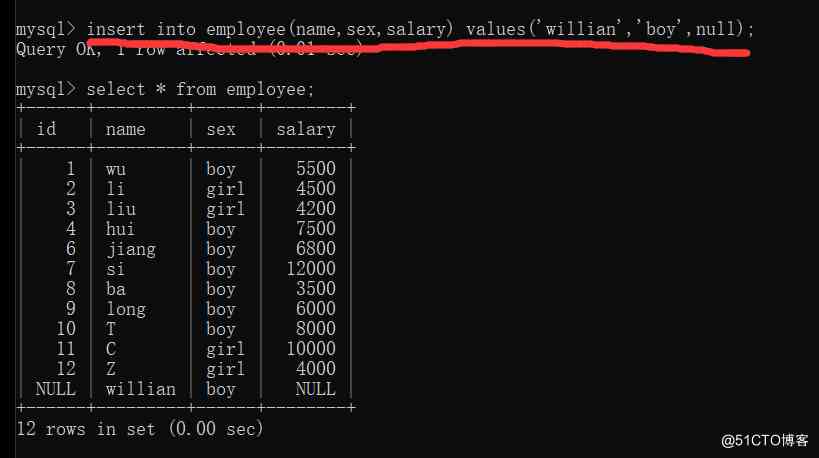 mysql> insert into employee(name,sex,salary) values('willian','boy',null);
Query OK, 1 row affected (0.01 sec)
mysql> select * from employee;
+------+---------+------+--------+
| id | name | sex | salary |
+------+---------+------+--------+
| 1 | wu | boy | 5500 |
| 2 | li | girl | 4500 |
| 3 | liu | girl | 4200 |
| 4 | hui | boy | 7500 |
| 6 | jiang | boy | 6800 |
| 7 | si | boy | 12000 |
| 8 | ba | boy | 3500 |
| 9 | long | boy | 6000 |
| 10 | T | boy | 8000 |
| 11 | C | girl | 10000 |
| 12 | Z | girl | 4000 |
| NULL | willian | boy | NULL |
+------+---------+------+--------+
12 rows in set (0.00 sec)
@51CTO博客